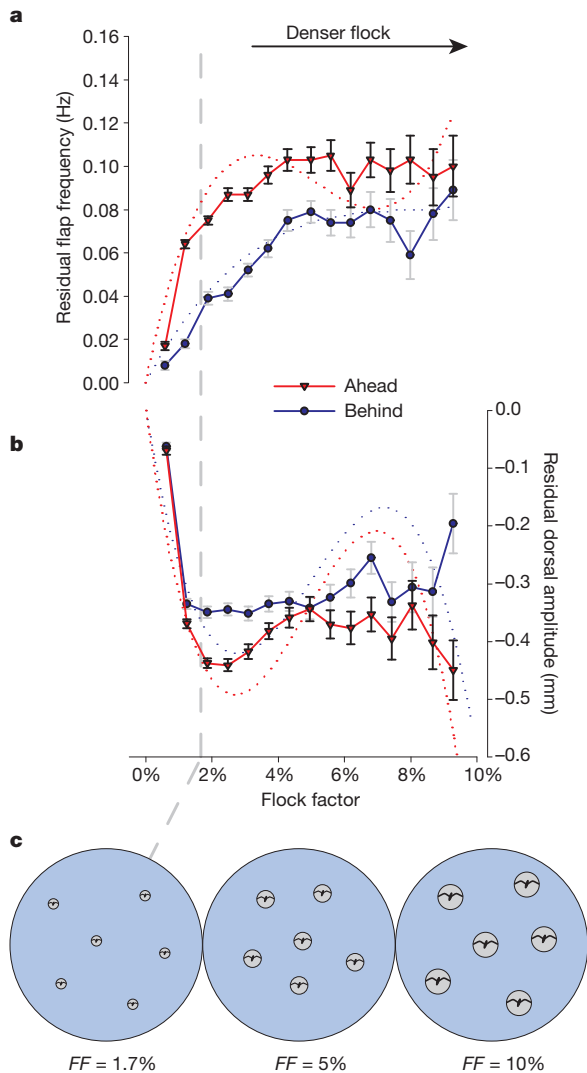 a
Denser flock
0.16
0.14
0.12
0.10
0.08
0.06
0.04
0.02
0.00
Residual flap frequency (Hz)
Ahead
Behind
b
0.0
−0.1
−0.2
−0.3
−0.4
−0.5
−0.6
Residual dorsal amplitude (mm)
0% 2% 4% 6% 8% 10%
Flock factor
c
FF = 1.7% FF = 5% FF = 10%